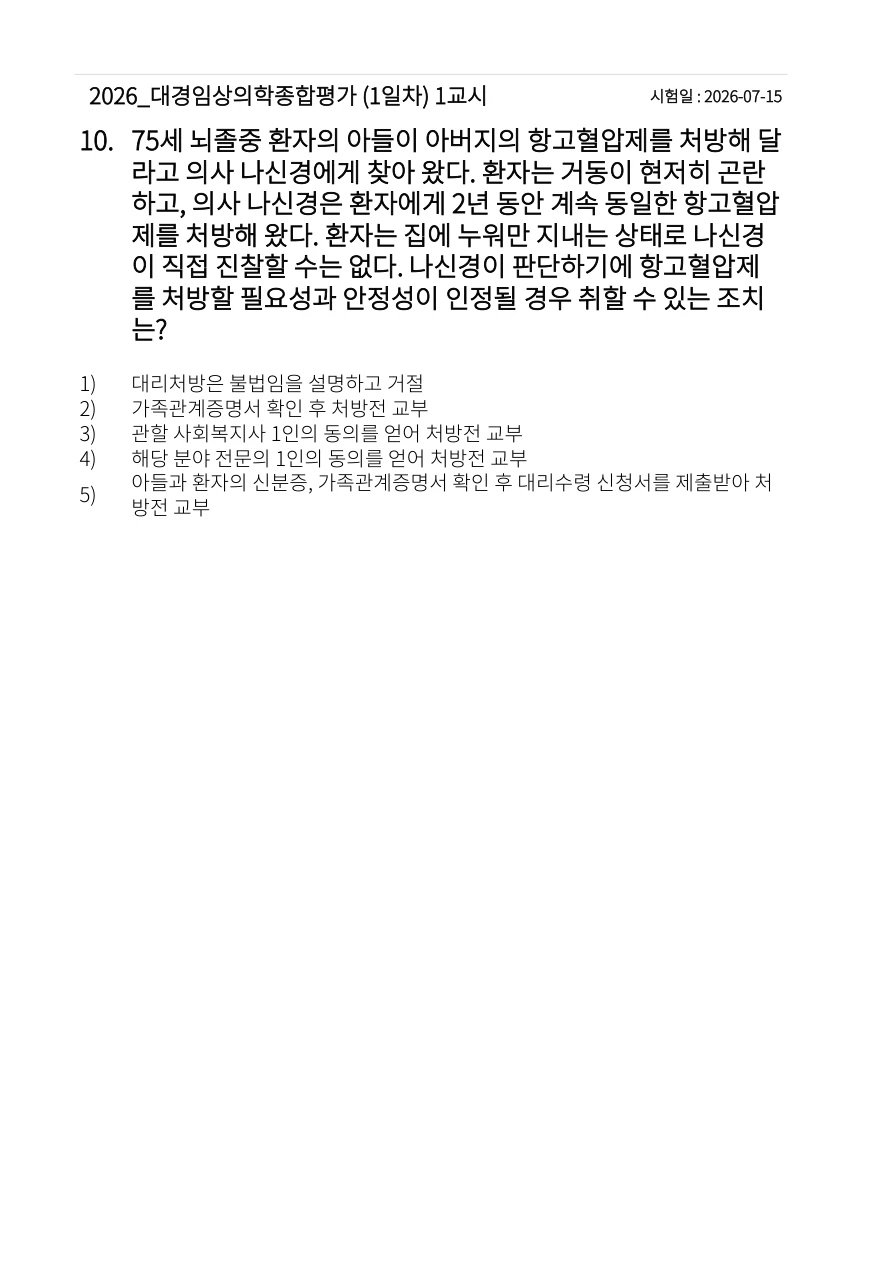 2026_대경임상의학종합평가 (1일차) 1교시
시험일 : 2026-07-15
10. 75세 뇌졸중 환자의 아들이 아버지의 항고혈압제를 처방해 달
라고 의사 나신경에게 찾아 왔다. 환자는 거동이 현저히 곤란
하고, 의사 나신경은 환자에게 2년 동안 계속 동일한 항고혈압
제를 처방해 왔다. 환자는 집에 누워만 지내는 상태로 나신경
이 직접 진찰할 수는 없다. 나신경이 판단하기에 항고혈압제
를 처방할 필요성과 안정성이 인정될 경우 취할 수 있는 조치
는?
1) 대리처방은 불법임을 설명하고 거절
2) 가족관계증명서 확인 후 처방전 교부
3) 관할 사회복지사 1인의 동의를 얻어 처방전 교부
4) 해당 분야 전문의 1인의 동의를 얻어 처방전 교부
5) 아들과 환자의 신분증, 가족관계증명서 확인 후 대리수령 신청서를 제출받아 처
방전 교부